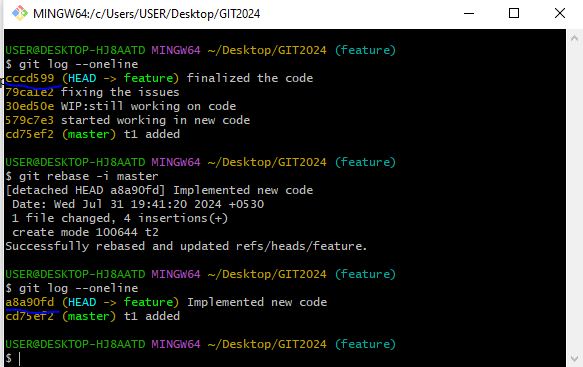 MINGW64:/c/Users/USER/Desktop/GIT2024
USER@DESKTOP-HJ8AATD MINGW64 ~/Desktop/GIT2024 (feature)
$ git log --oneline
cccd599 (HEAD -> feature) finalized the code
79ca1e2 fixing the issues
30ed50e WIP:still working on code
579c7e3 started working in new code
cd75ef2 (master) t1 added
USER@DESKTOP-HJ8AATD MINGW64 ~/Desktop/GIT2024 (feature)
$ git rebase -i master
[detached HEAD a8a90fd] Implemented new code
Date: Wed Jul 31 19:41:20 2024 +0530
1 file changed, 4 insertions(+)
create mode 100644 t2
Successfully rebased and updated refs/heads/feature.
USER@DESKTOP-HJ8AATD MINGW64 ~/Desktop/GIT2024 (feature)
$ git log --oneline
a8a90fd (HEAD -> feature) Implemented new code
cd75ef2 (master) t1 added
USER@DESKTOP-HJ8AATD MINGW64 ~/Desktop/GIT2024 (feature)
$